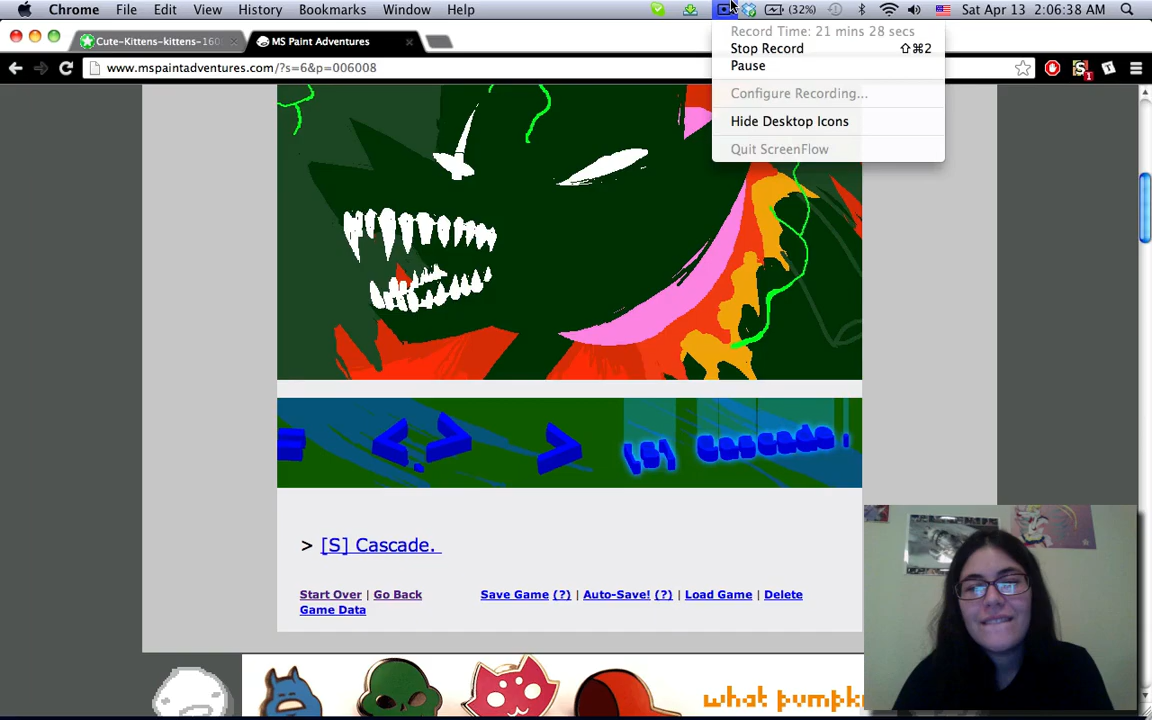 Chrome File Edit View History Bookmarks Window Help (32%) Sat Apr 13 2:06:38 AM
Cute-Kittens-kittens-160 MS Paint Adventures
www.mspaintadventures.com/?s=6&p=006008
Record Time: 21 mins 28 secs
Stop Record ⇧⌘2
Pause
Configure Recording...
Hide Desktop Icons
Quit ScreenFlow
= <> > [S] Cascade.
> [S] Cascade.
Start Over | Go Back Save Game (?) | Auto-Save! (?) | Load Game | Delete
Game Data
what pumpk